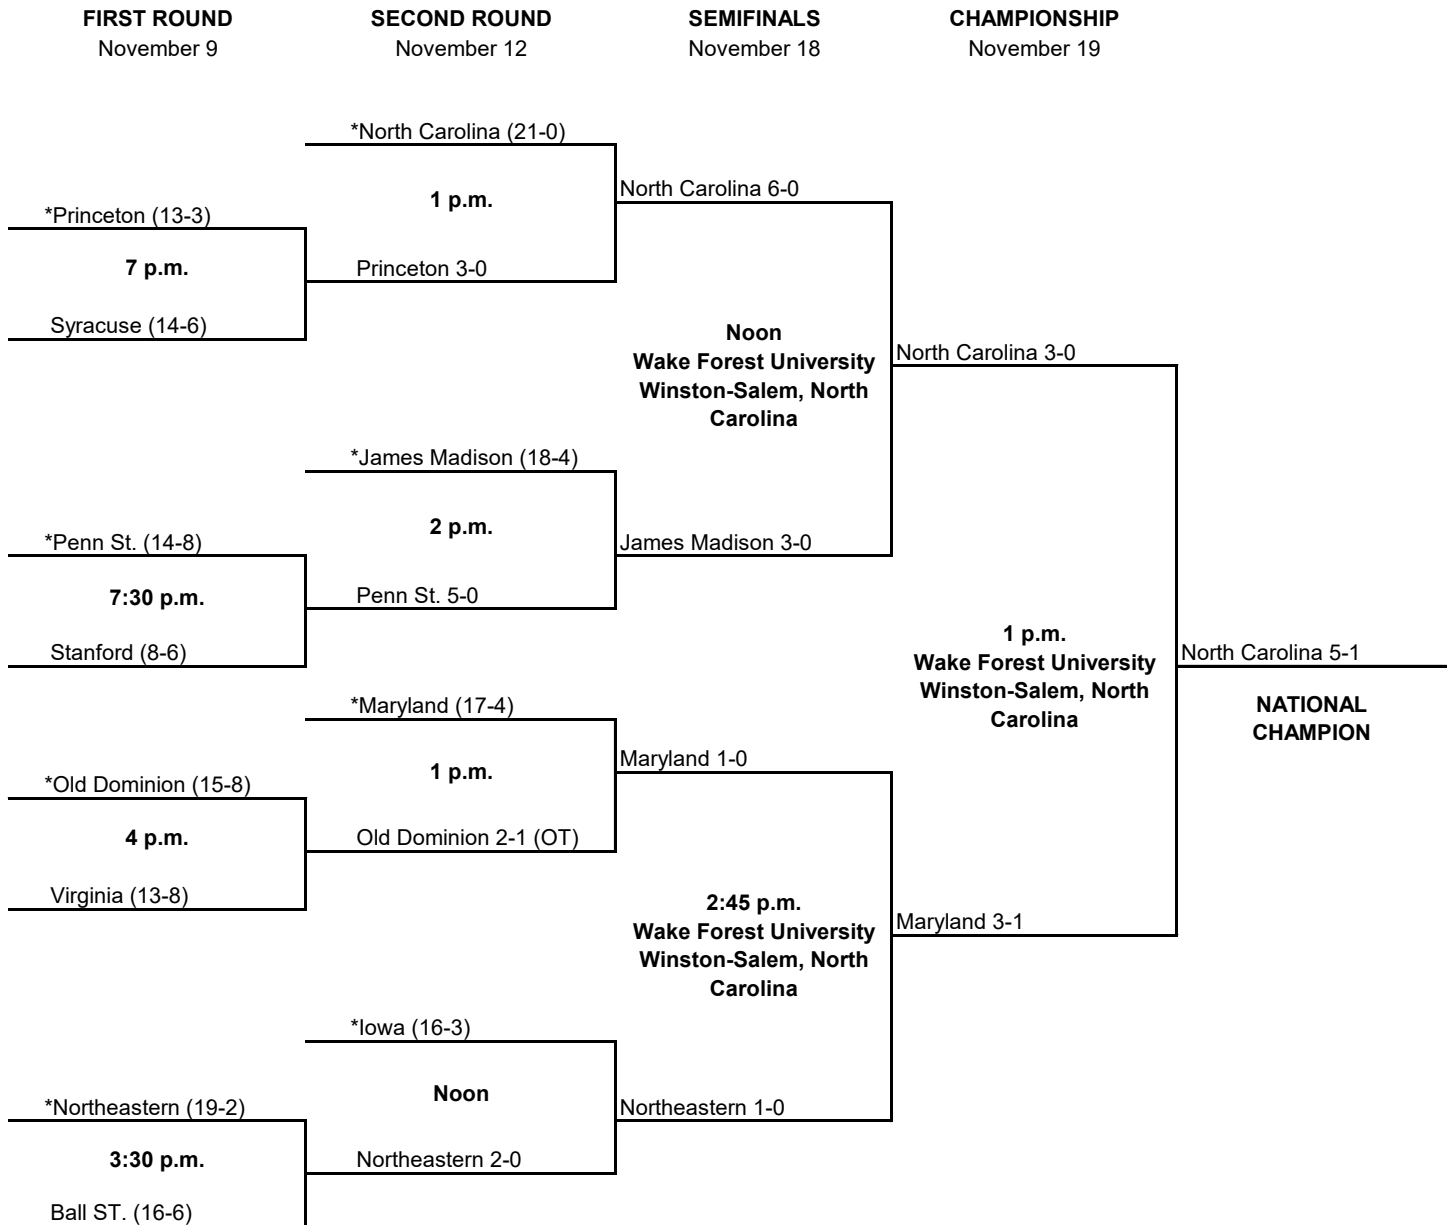 FIRST ROUND
November 9
SECOND ROUND
November 12
SEMIFINALS
November 18
CHAMPIONSHIP
November 19
*North Carolina (21-0)
1 p.m.
North Carolina 6-0
*Princeton (13-3)
7 p.m.
Princeton 3-0
Syracuse (14-6)
Noon
Wake Forest University
Winston-Salem, North
Carolina
North Carolina 3-0
*James Madison (18-4)
2 p.m.
James Madison 3-0
*Penn St. (14-8)
7:30 p.m.
Penn St. 5-0
Stanford (8-6)
1 p.m.
Wake Forest University
Winston-Salem, North
Carolina
North Carolina 5-1
NATIONAL
CHAMPION
*Maryland (17-4)
1 p.m.
Maryland 1-0
*Old Dominion (15-8)
4 p.m.
Old Dominion 2-1 (OT)
Virginia (13-8)
2:45 p.m.
Wake Forest University
Winston-Salem, North
Carolina
Maryland 3-1
*Iowa (16-3)
Noon
Northeastern 1-0
*Northeastern (19-2)
3:30 p.m.
Northeastern 2-0
Ball ST. (16-6)